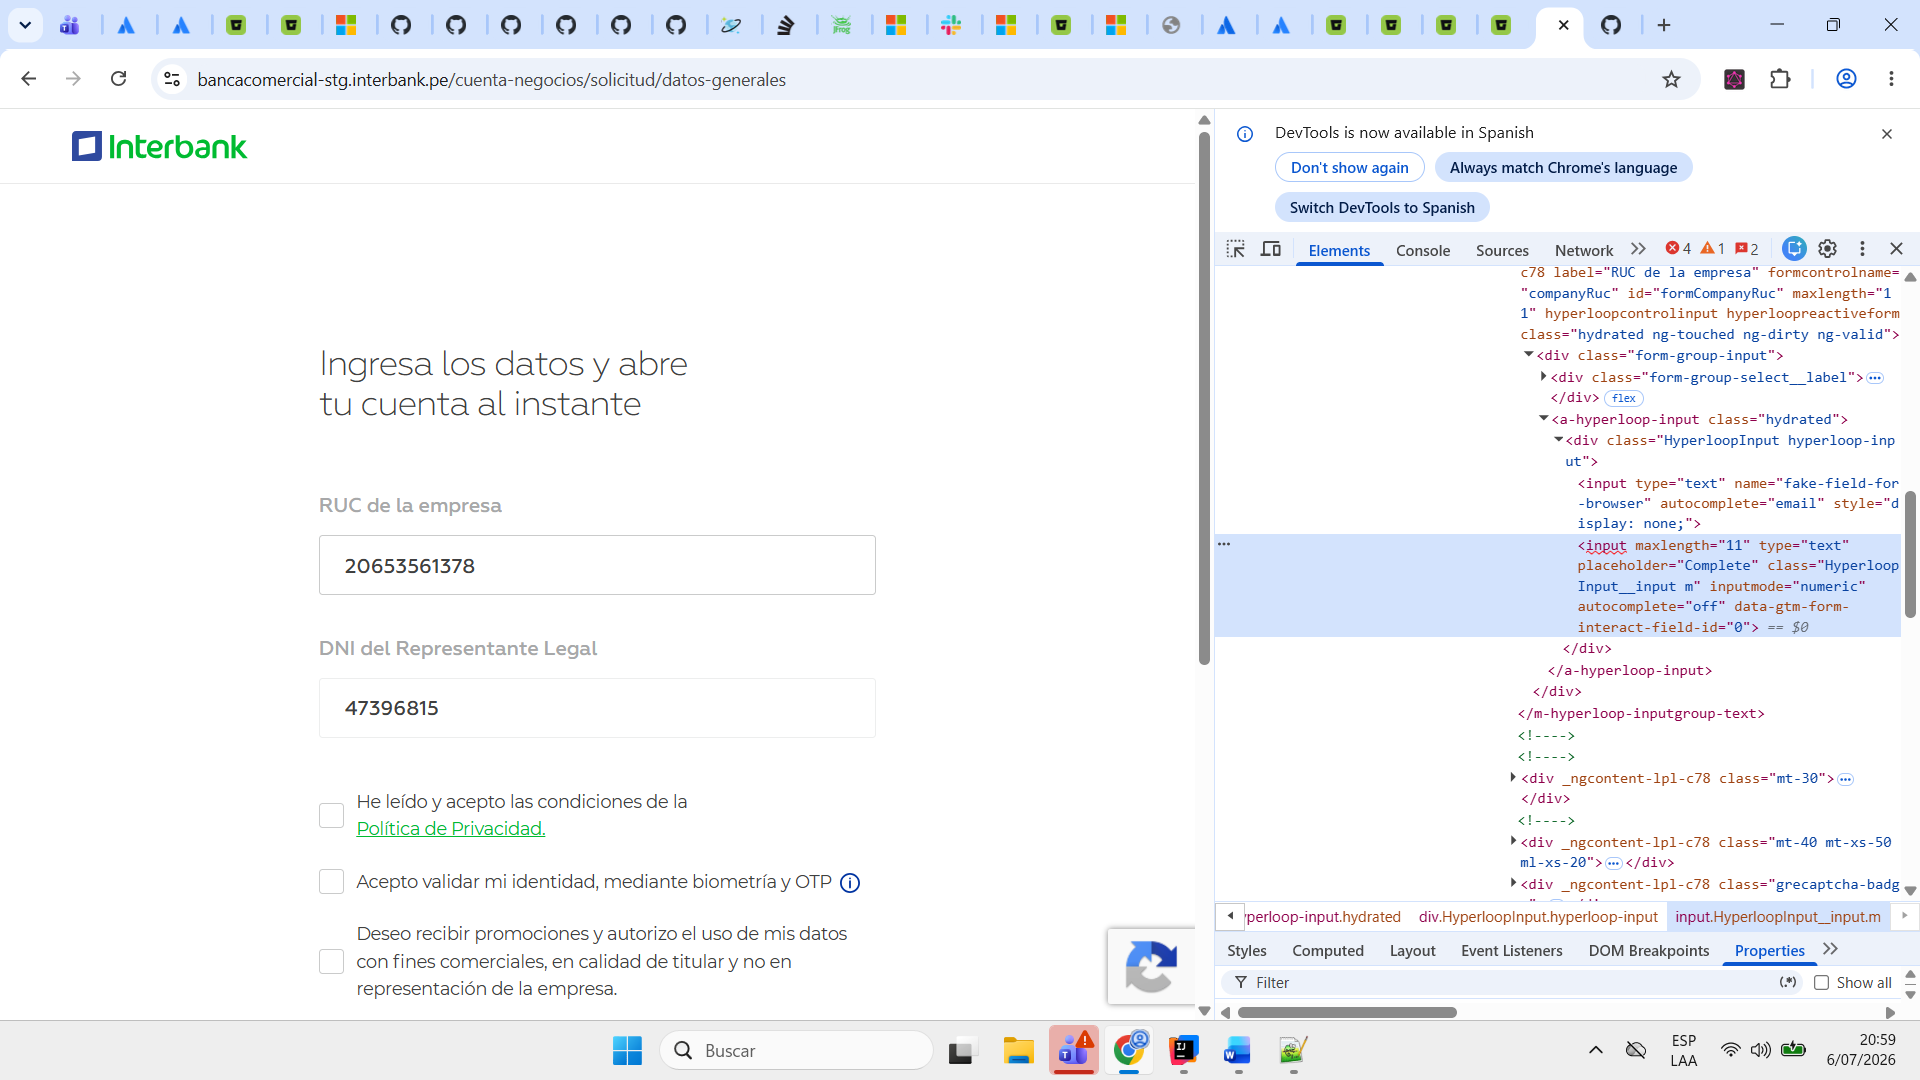 bancacomercial-stg.interbank.pe/cuenta-negocios/solicitud/datos-generales
Interbank
Ingresa los datos y abre
tu cuenta al instante
RUC de la empresa
20653561378
DNI del Representante Legal
47396815
He leído y acepto las condiciones de la
Política de Privacidad.
Acepto validar mi identidad, mediante biometría y OTP
Deseo recibir promociones y autorizo el uso de mis datos
con fines comerciales, en calidad de titular y no en
representación de la empresa.
DevTools is now available in Spanish
Don't show again
Always match Chrome's language
Switch DevTools to Spanish
Elements Console Sources Network 4 1 2
c78 label="RUC de la empresa" formcontrolname=
"companyRuc" id="formCompanyRuc" maxlength="1
1" hyperloopcontrolinput hyperloopreactiveform
class="hydrated ng-touched ng-dirty ng-valid">
<div class="form-group-input">
<div class="form-group-select__label">
</div> flex
<a-hyperloop-input class="hydrated">
<div class="HyperloopInput hyperloop-inp
ut">
<input type="text" name="fake-field-for
-browser" autocomplete="email" style="d
isplay: none;">
<input maxlength="11" type="text"
placeholder="Complete" class="Hyperloop
Input__input m" inputmode="numeric"
autocomplete="off" data-gtm-form-
interact-field-id="0"> == $0
</div>
</a-hyperloop-input>
</div>
</m-hyperloop-inputgroup-text>
<!---->
<!---->
<div _ngcontent-lpl-c78 class="mt-30">
</div>
<!---->
<div _ngcontent-lpl-c78 class="mt-40 mt-xs-50
ml-xs-20"></div>
<div _ngcontent-lpl-c78 class="grecaptcha-badg
yperloop-input.hydrated div.HyperloopInput.hyperloop-input input.HyperloopInput__input.m
Styles Computed Layout Event Listeners DOM Breakpoints Properties
Filter (.*) Show all
Buscar
ESP
LAA
20:59
6/07/2026